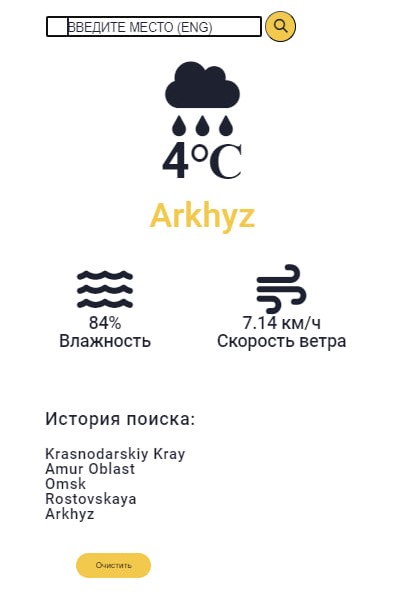 ВВЕДИТЕ МЕСТО (ENG)
4°C
Arkhyz
84%
Влажность
7.14 км/ч
Скорость ветра
История поиска:
Krasnodarskiy Kray
Amur Oblast
Omsk
Rostovskaya
Arkhyz
Очистить